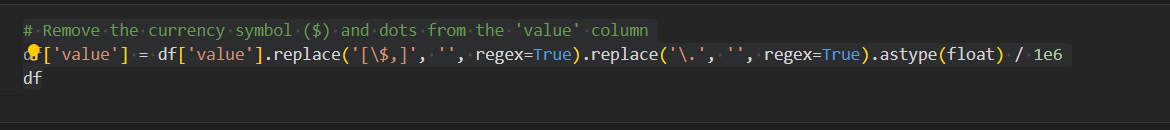 # Remove the currency symbol ($) and dots from the 'value' column
['value'] = df['value'].replace('[\$,]', '', regex=True).replace('\.', '', regex=True).astype(float) / 1e6
df